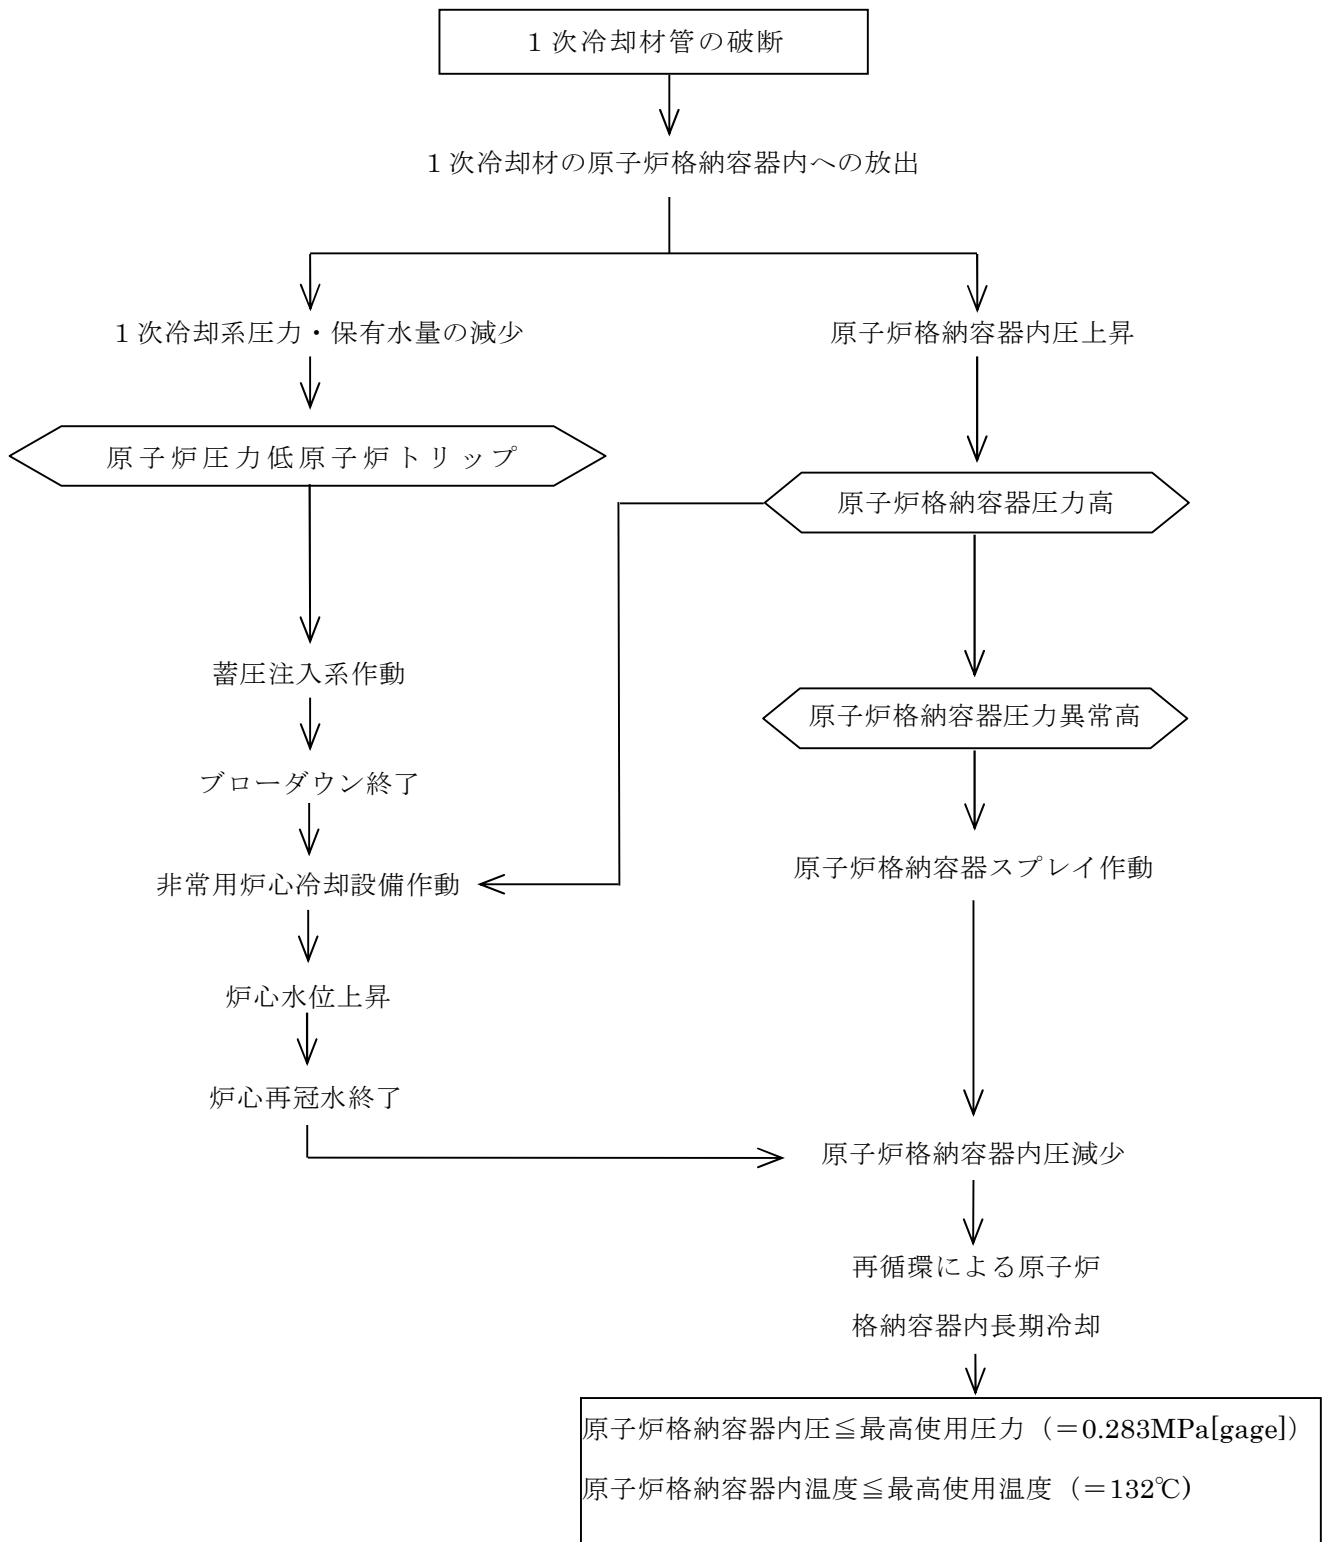 １次冷却材管の破断
１次冷却材の原子炉格納容器内への放出
１次冷却系圧力・保有水量の減少
原子炉格納容器内圧上昇
原子炉圧力低原子炉トリップ
原子炉格納容器圧力高
蓄圧注入系作動
原子炉格納容器圧力異常高
ブローダウン終了
原子炉格納容器スプレイ作動
非常用炉心冷却設備作動
炉心水位上昇
炉心再冠水終了
原子炉格納容器内圧減少
再循環による原子炉
格納容器内長期冷却
原子炉格納容器内圧≦最高使用圧力（＝0.283MPa[gage]）
原子炉格納容器内温度≦最高使用温度（＝132℃）